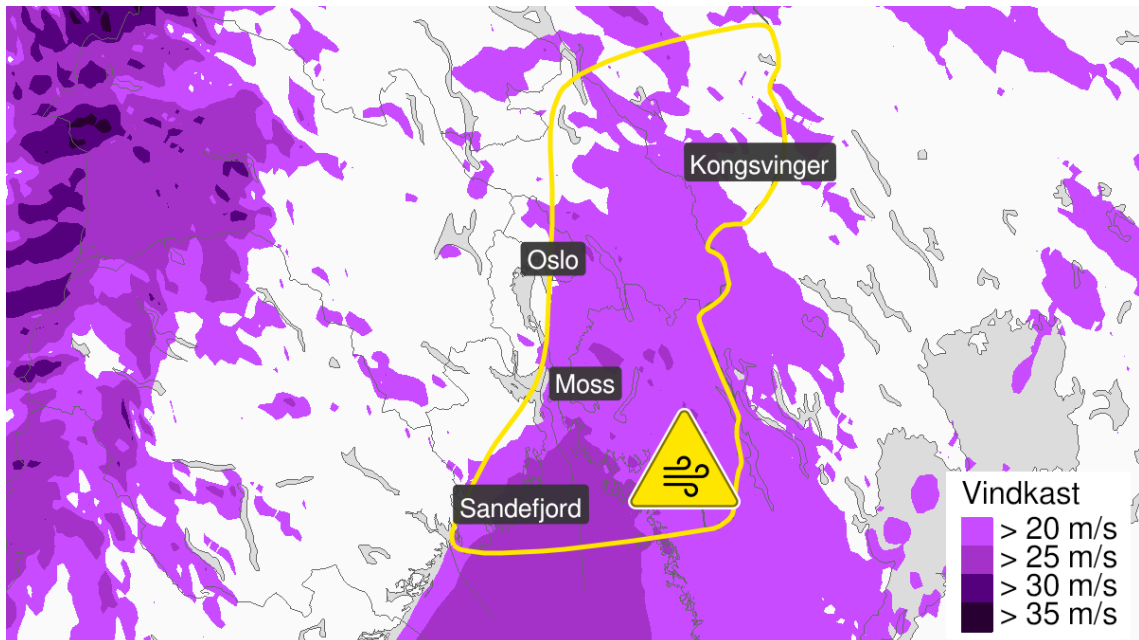 Kongsvinger
Oslo
Moss
Sandefjord
Vindkast
> 20 m/s
> 25 m/s
> 30 m/s
> 35 m/s